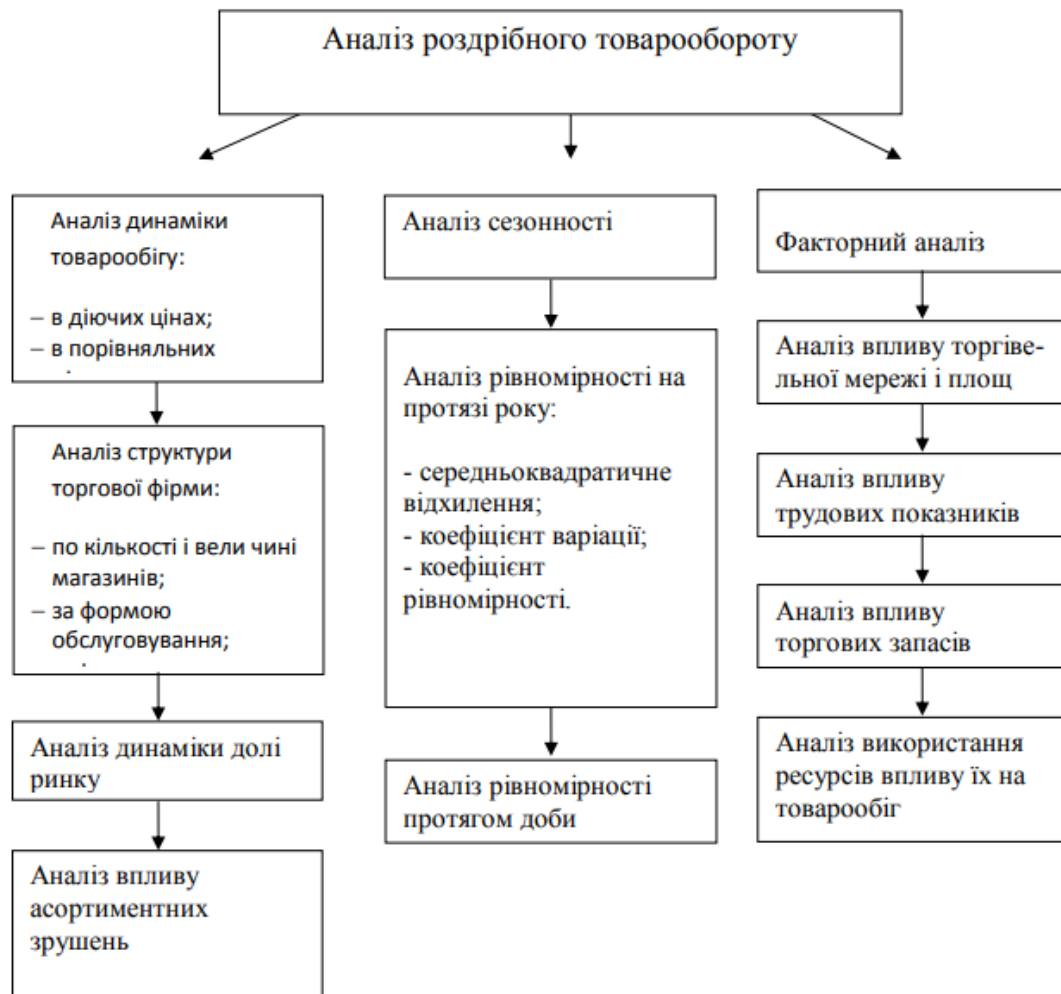 Аналіз роздрібного товарообороту
Аналіз динаміки
товарообігу:
– в діючих цінах;
– в порівняльних
Аналіз структури
торгової фірми:
– по кількості і вели чині
магазинів;
– за формою
обслуговування;
Аналіз динаміки долі
ринку
Аналіз впливу
асортиментних
зрушень
Аналіз сезонності
Аналіз рівномірності на
протязі року:
- середньоквадратичне
відхилення;
- коефіцієнт варіації;
- коефіцієнт
рівномірності.
Аналіз рівномірності
протягом доби
Факторний аналіз
Аналіз впливу торгіве-
льної мережі і площ
Аналіз впливу
трудових показників
Аналіз впливу
торгових запасів
Аналіз використання
ресурсів впливу їх на
товарообіг